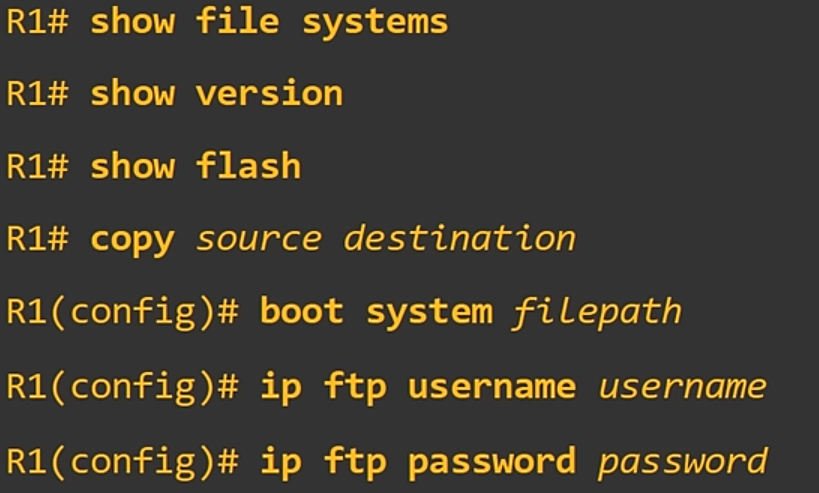 R1# show file systems
R1# show version
R1# show flash
R1# copy source destination
R1(config)# boot system filepath
R1(config)# ip ftp username username
R1(config)# ip ftp password password